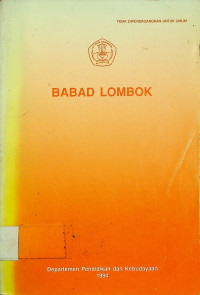 TIDAK DIPERDAGANGKAN UNTUK UMUM
BABAD LOMBOK
Departemen Pendidikan dan Kebudayaan
1994